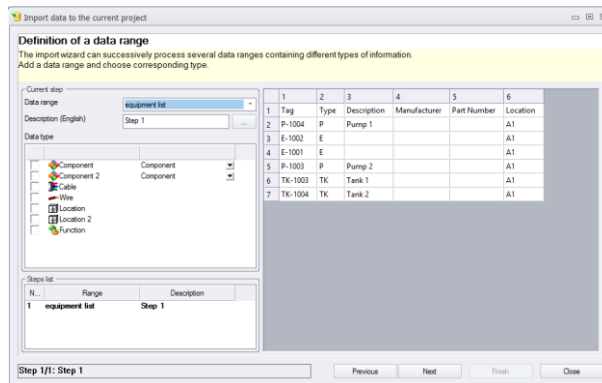 Import data to the current project
Definition of a data range
The import wizard can successively process several data ranges containing different types of information.
Add a data range and choose corresponding type.
Current step
Data range equipment list
Description (English) Step 1 ...
Data type
Component Component
Component 2 Component
Cable
Wire
Location
Location 2
Function
Steps list
N... Range Description
1 equipment list Step 1
1 2 3 4 5 6
1 Tag Type Description Manufacturer Part Number Location
2 P-1004 P Pump 1 A1
3 E-1002 E A1
4 E-1001 E A1
5 P-1003 P Pump 2 A1
6 TK-1003 TK Tank 1 A1
7 TK-1004 TK Tank 2 A1
Step 1/1: Step 1
Previous Next Finish Close